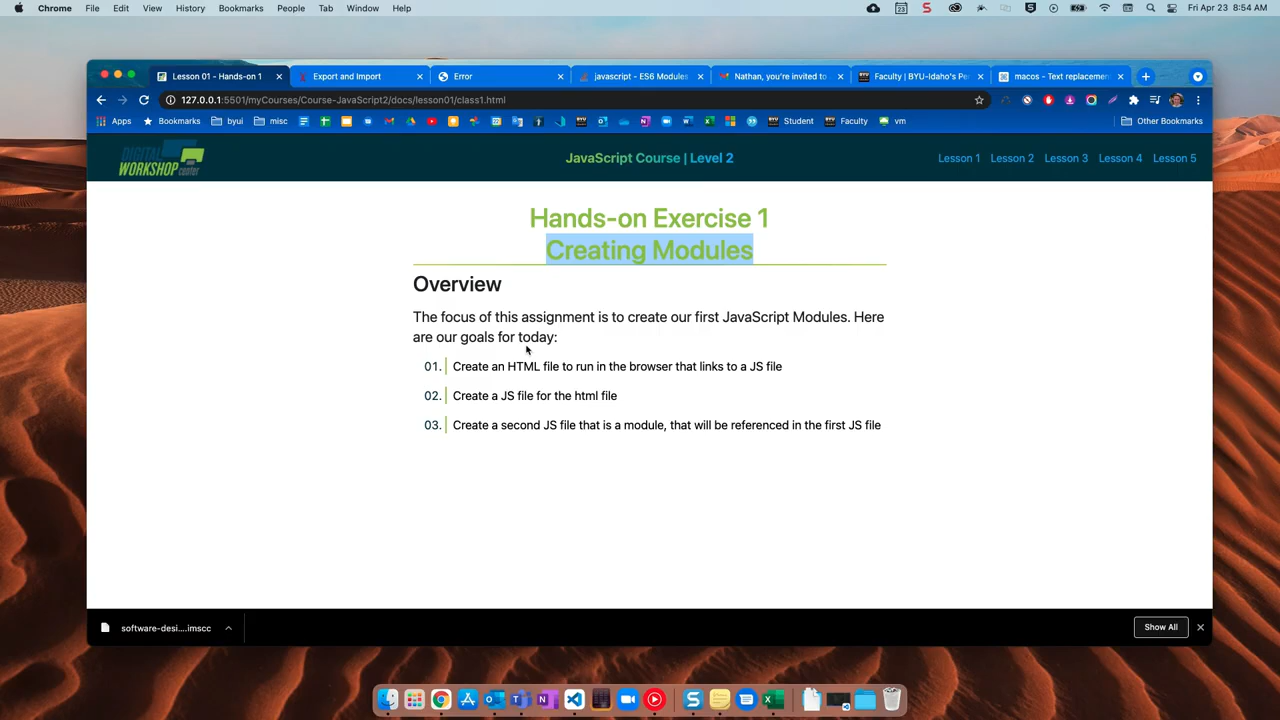 Chrome File Edit View History Bookmarks People Tab Window Help
23
Fri Apr 23 8:54 AM
Lesson 01 - Hands-on 1
Export and Import
Error
javascript - ES6 Modules
Nathan, you're invited to
Faculty | BYU-Idaho's Pe
macos - Text replacemen
127.0.0.1:5501/myCourses/Course-JavaScript2/docs/lesson01/class1.html
Apps Bookmarks byui misc Student Faculty vm Other Bookmarks
DIGITAL
WORKSHOP
center
JavaScript Course | Level 2
Lesson 1 Lesson 2 Lesson 3 Lesson 4 Lesson 5
Hands-on Exercise 1
Creating Modules
Overview
The focus of this assignment is to create our first JavaScript Modules. Here
are our goals for today:
01. Create an HTML file to run in the browser that links to a JS file
02. Create a JS file for the html file
03. Create a second JS file that is a module, that will be referenced in the first JS file
software-desi....imscc
Show All